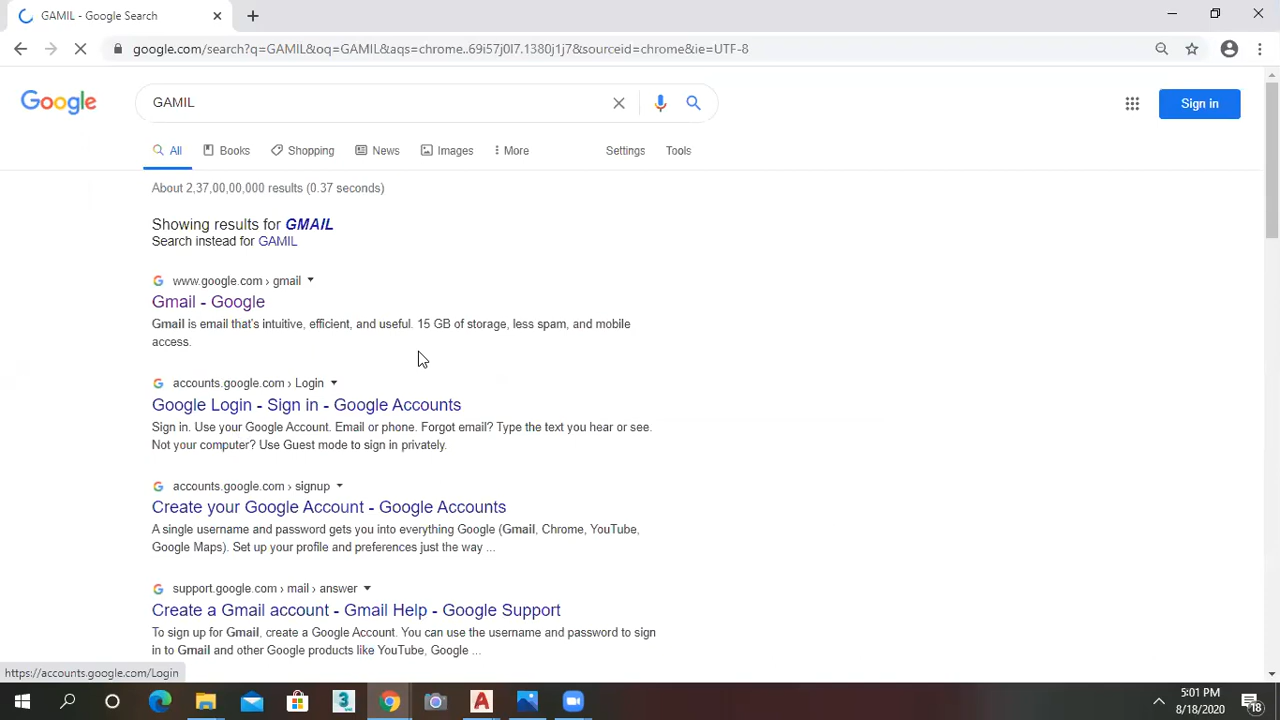 GAMIL - Google Search
google.com/search?q=GAMIL&oq=GAMIL&aqs=chrome..69i57j0l7.1380j1j7&sourceid=chrome&ie=UTF-8
Google
GAMIL
Sign in
All
Books
Shopping
News
Images
More
Settings
Tools
About 2,37,00,00,000 results (0.37 seconds)
Showing results for GMAIL
Search instead for GAMIL
www.google.com › gmail
Gmail - Google
Gmail is email that's intuitive, efficient, and useful. 15 GB of storage, less spam, and mobile
access.
accounts.google.com › Login
Google Login - Sign in - Google Accounts
Sign in. Use your Google Account. Email or phone. Forgot email? Type the text you hear or see.
Not your computer? Use Guest mode to sign in privately.
accounts.google.com › signup
Create your Google Account - Google Accounts
A single username and password gets you into everything Google (Gmail, Chrome, YouTube,
Google Maps). Set up your profile and preferences just the way ...
support.google.com › mail › answer
Create a Gmail account - Gmail Help - Google Support
To sign up for Gmail, create a Google Account. You can use the username and password to sign
in to Gmail and other Google products like YouTube, Google ...
https://accounts.google.com/Login
3
A
5:01 PM
8/18/2020
18